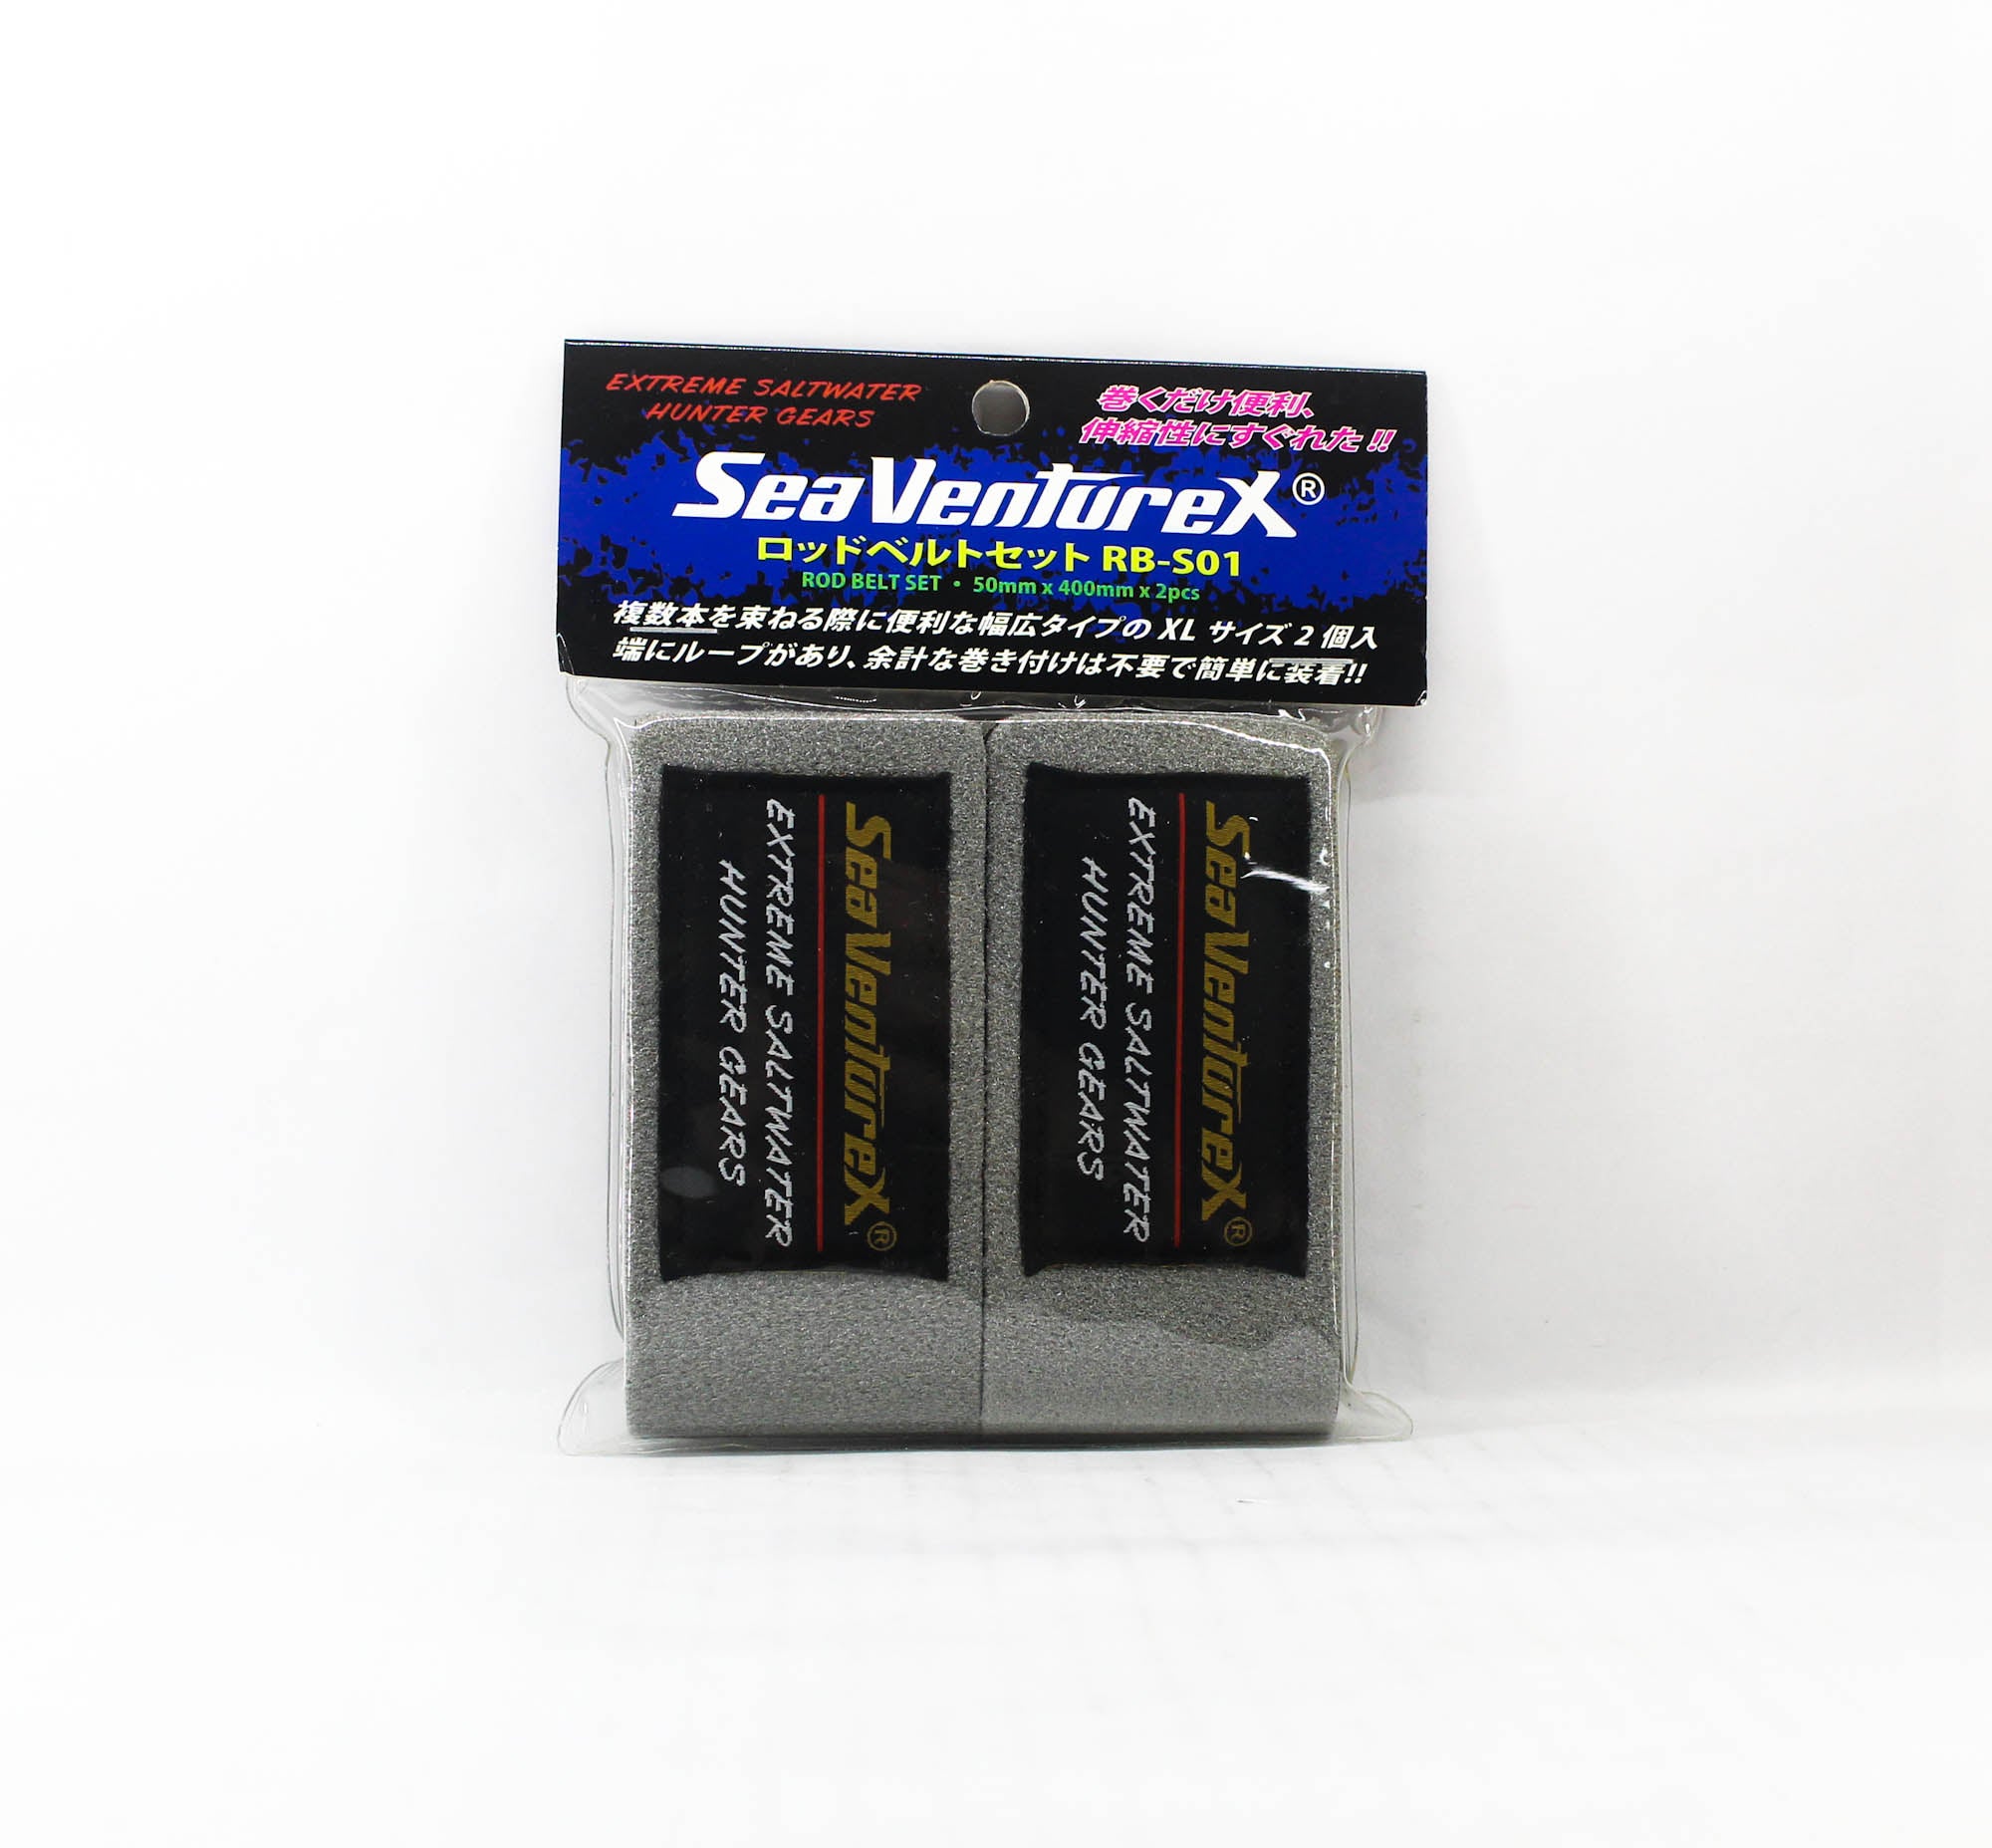 EXTREME SALTWATER
HUNTER GEARS
巻くだけ便利、
伸縮性にすぐれた!!
SeaVentureX®
ロッドベルトセット RB-S01
ROD BELT SET ・ 50mm x 400mm x 2pcs
複数本を束ねる際に便利な幅広タイプの XL サイズ 2 個入
端にループがあり、余計な巻き付けは不要で簡単に装着!!
SeaVentureX®
EXTREME SALTWATER
HUNTER GEARS
SeaVentureX®
EXTREME SALTWATER
HUNTER GEARS